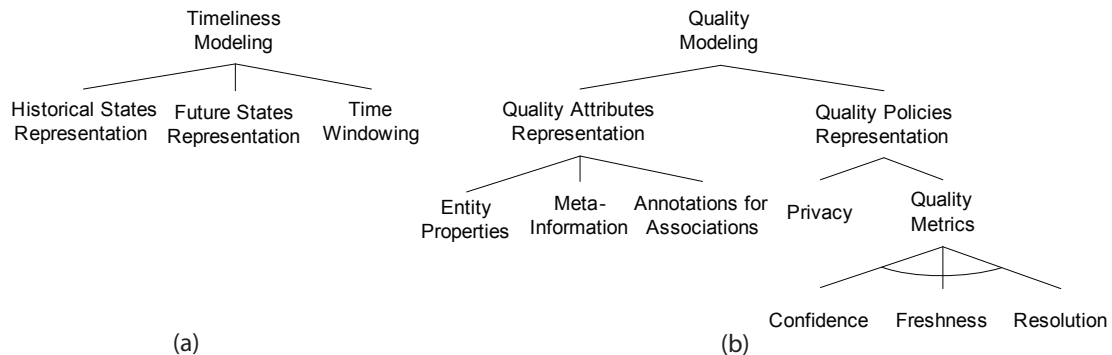 Timeliness
Modeling
Historical States
Representation
Future States
Representation
Time
Windowing
(a)
Quality
Modeling
Quality Attributes
Representation
Quality Policies
Representation
Entity
Properties
Meta-
Information
Annotations for
Associations
Privacy
Quality
Metrics
Confidence
Freshness
Resolution
(b)